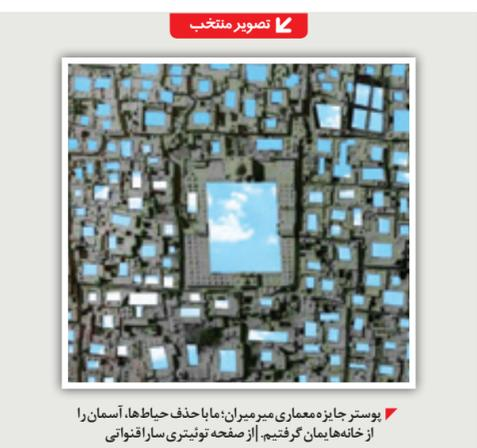 تصویر منتخب
پوستر جایزه معماری میرمیران؛ ما با حذف حیاط‌ها، آسمان را
از خانه‌هایمان گرفتیم. |از صفحه توئیتری سارا قنواتی